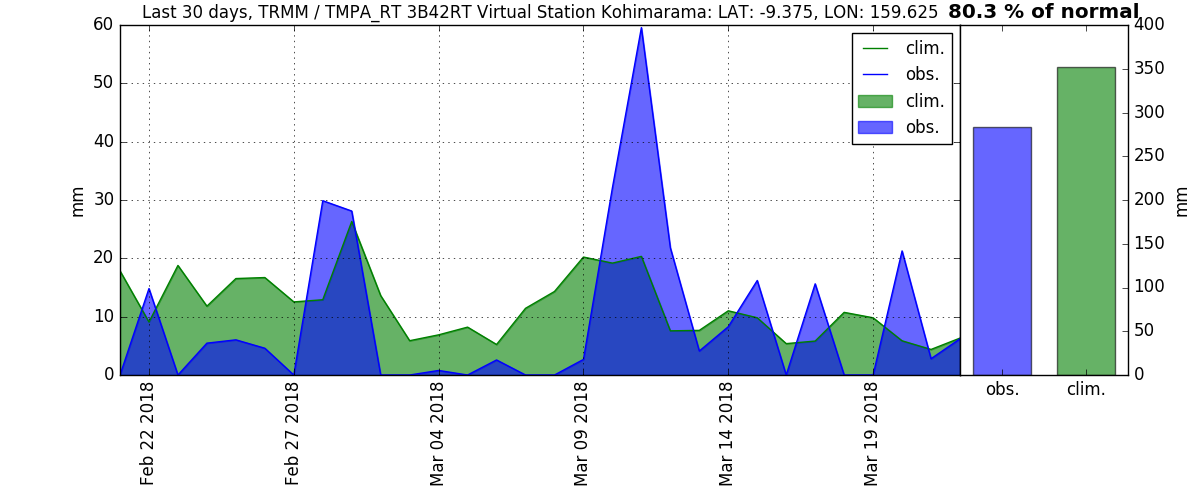 Last 30 days, TRMM / TMPA_RT 3B42RT Virtual Station Kohimarama: LAT: -9.375, LON: 159.625 80.3 % of normal
60
50
40
30
20
10
0
mm
clim.
obs.
clim.
obs.
Feb 22 2018
Feb 27 2018
Mar 04 2018
Mar 09 2018
Mar 14 2018
Mar 19 2018
400
350
300
250
200
150
100
50
0
mm
obs. clim.